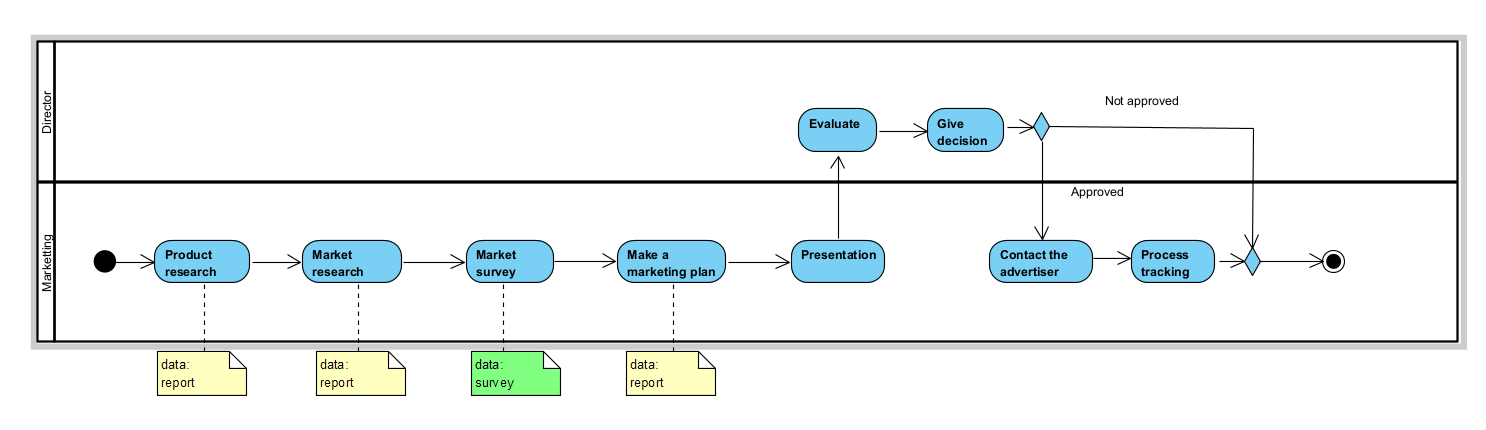 Director
Evaluate
Give
decision
Not approved
Approved
Marketting
Product
research
Market
research
Market
survey
Make a
marketing plan
Presentation
Contact the
advertiser
Process
tracking
data:
report
data:
report
data:
survey
data:
report